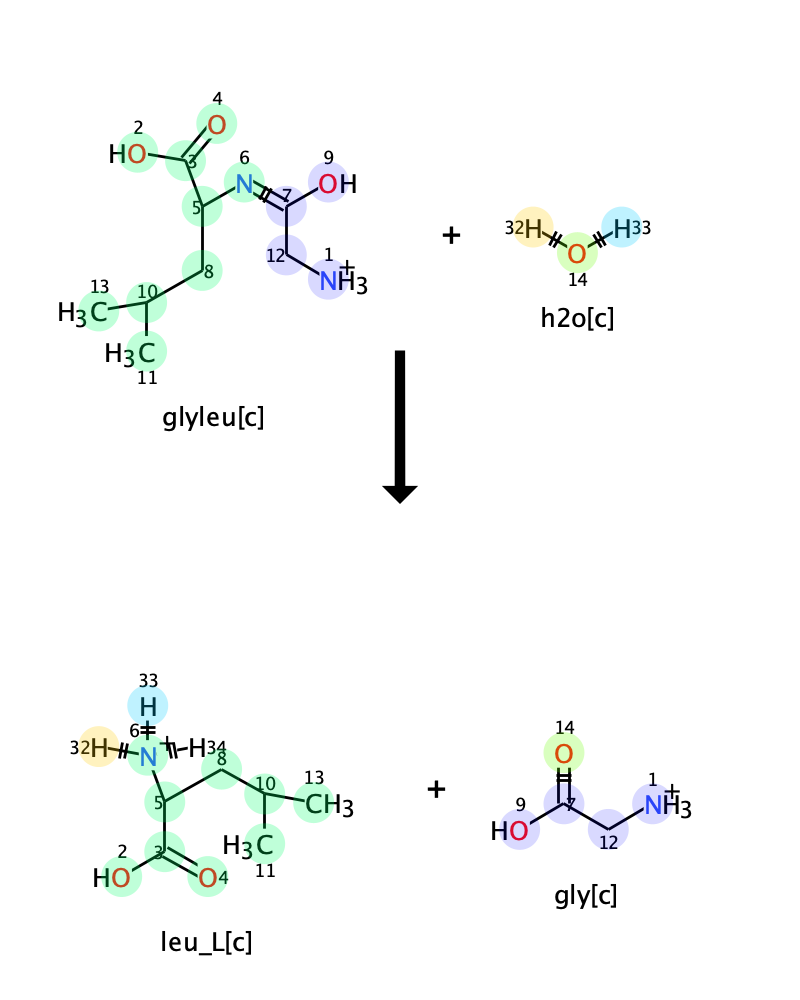 4
2
HO
O
3
6
9
N
7
OH
5
12
1
NH3
+
8
13
10
H3C
H3C
11
glyleu[c]
+
32H
H33
O
14
h2o[c]
33
H
6
32H
N
+
H34
8
5
10
13
CH3
H3C
11
2
3
HO
O4
leu_L[c]
+
14
O
9
7
1
NH3
+
HO
12
gly[c]